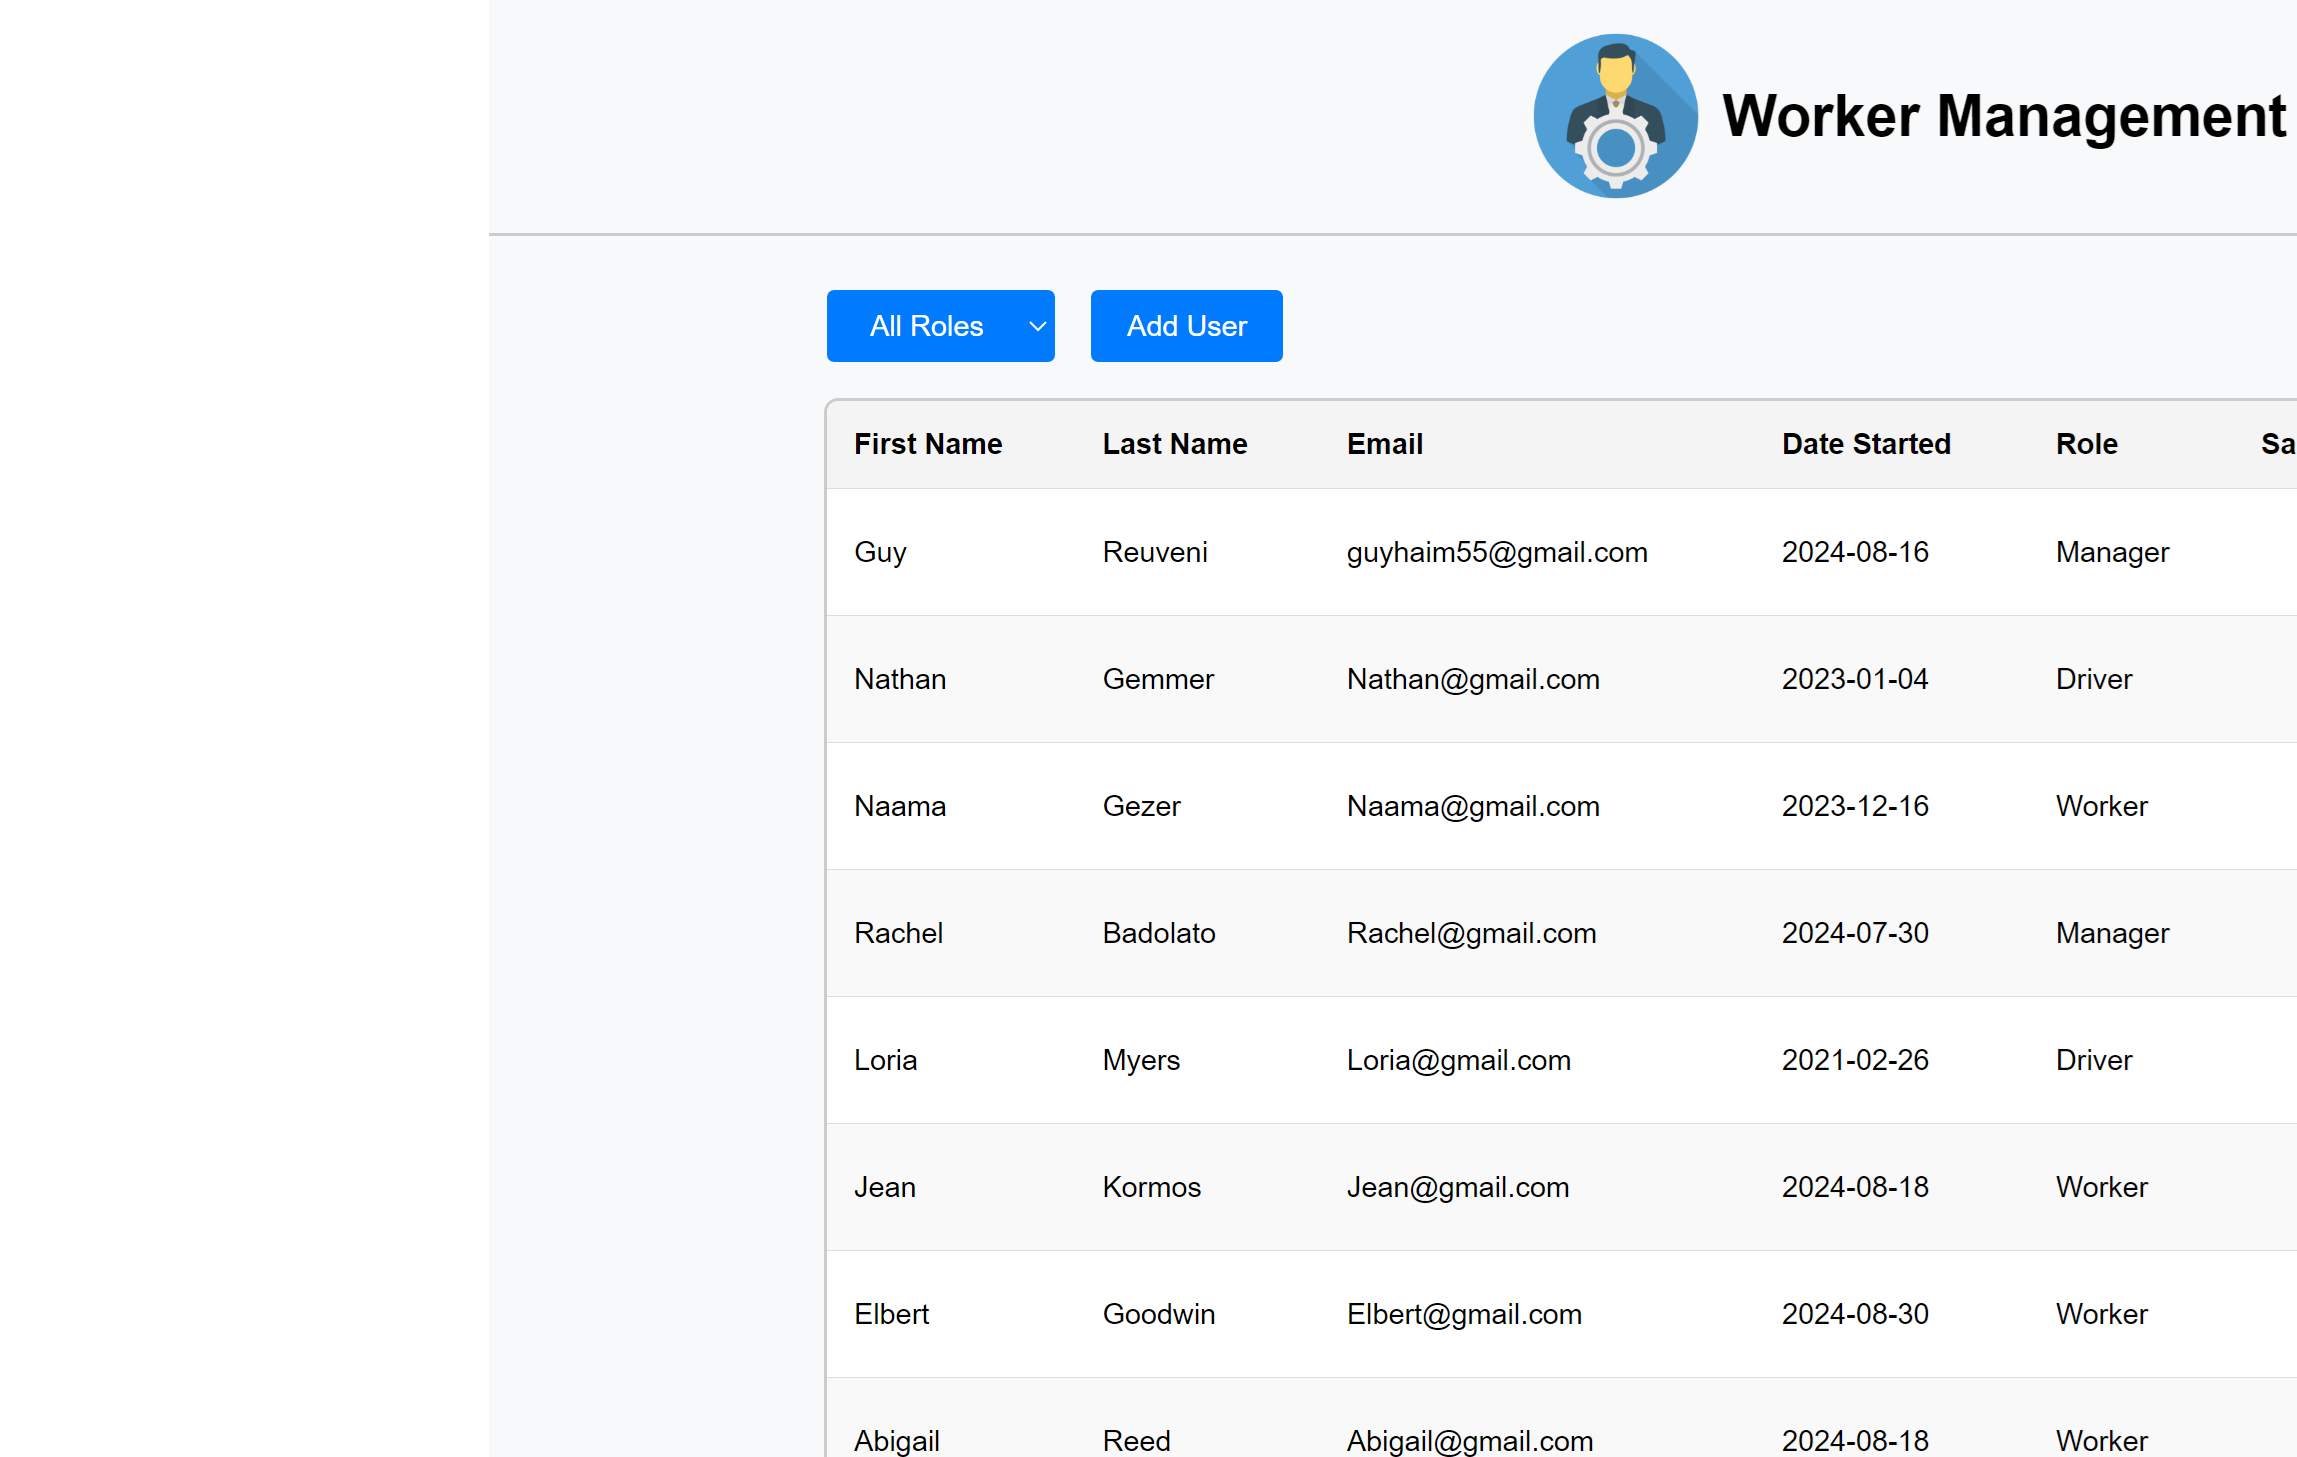 Worker Management
All Roles Add User
First Name Last Name Email Date Started Role Sa
Guy Reuveni guyhaim55@gmail.com 2024-08-16 Manager
Nathan Gemmer Nathan@gmail.com 2023-01-04 Driver
Naama Gezer Naama@gmail.com 2023-12-16 Worker
Rachel Badolato Rachel@gmail.com 2024-07-30 Manager
Loria Myers Loria@gmail.com 2021-02-26 Driver
Jean Kormos Jean@gmail.com 2024-08-18 Worker
Elbert Goodwin Elbert@gmail.com 2024-08-30 Worker
Abigail Reed Abigail@gmail.com 2024-08-18 Worker